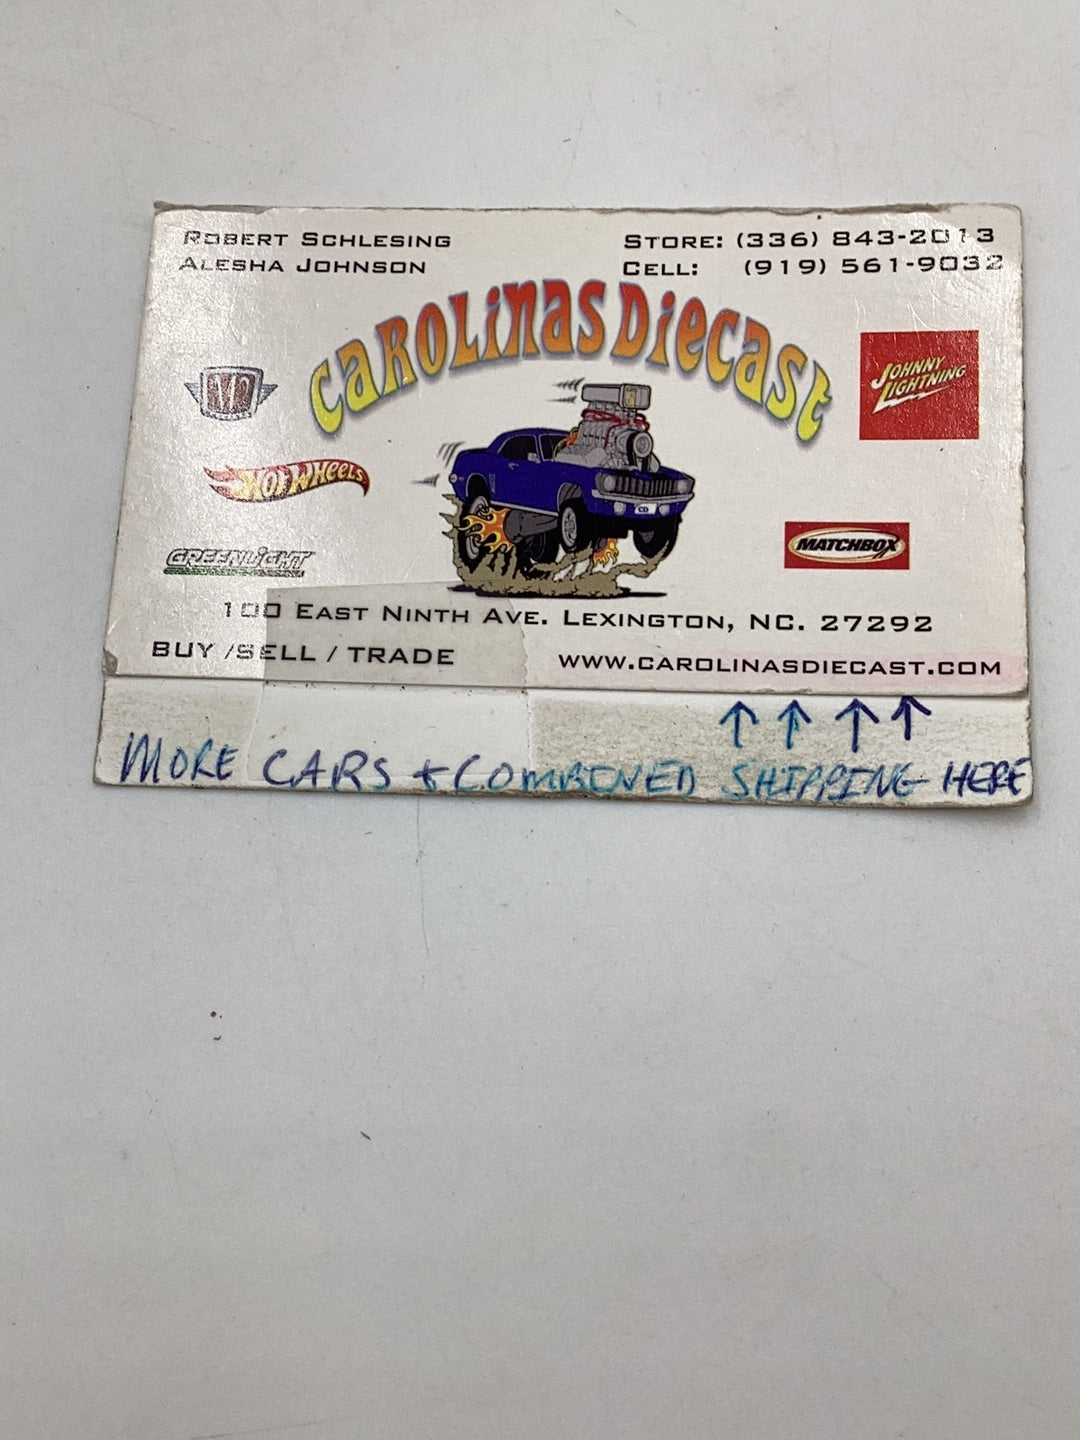 ROBERT SCHLESING
ALESHA JOHNSON
STORE: (336) 843-2013
CELL: (919) 561-9032
CAROLINAS DIECAST
M2
JOHNNY LIGHTNING
HOT WHEELS
CD
GREENLIGHT
MATCHBOX
100 EAST NINTH AVE. LEXINGTON, NC. 27292
BUY /SELL / TRADE
WWW.CAROLINASDIECAST.COM
↑ ↑ ↑ ↑
MORE CARS + COMBINED SHIPPING HERE